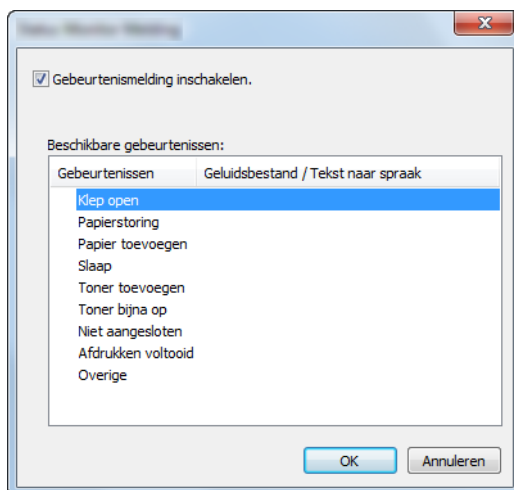 Gebeurtenismelding inschakelen.
Beschikbare gebeurtenissen:
Gebeurtenissen Geluidsbestand / Tekst naar spraak
Klep open
Papierstoring
Papier toevoegen
Slaap
Toner toevoegen
Toner bijna op
Niet aangesloten
Afdrukken voltooid
Overige
OK Annuleren